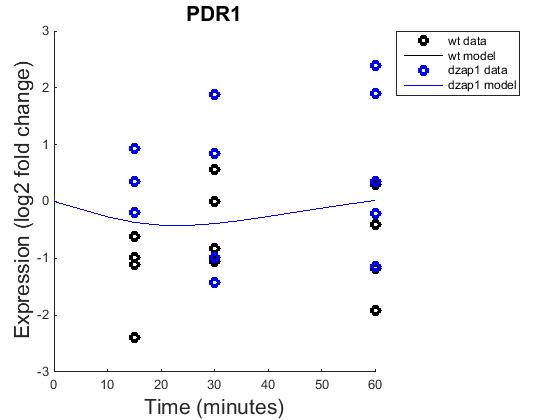 PDR1
Expression (log2 fold change)
3
2
1
0
-1
-2
-3
0
10
20
30
40
50
60
Time (minutes)
wt data
wt model
dzap1 data
dzap1 model